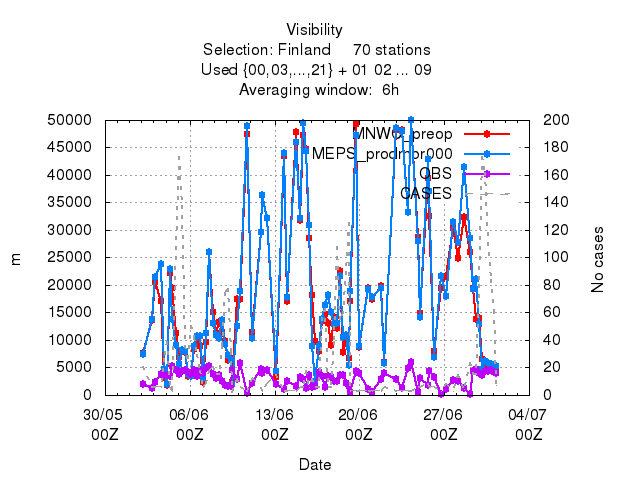 Visibility
Selection: Finland 70 stations
Used {00,03,...,21} + 01 02 ... 09
Averaging window: 6h
50000
45000
40000
35000
30000
25000
20000
15000
10000
5000
0
m
200
180
160
140
120
100
80
60
40
20
0
No cases
MNWC_preop
OBS
CASES
30/05 00Z
06/06 00Z
13/06 00Z
20/06 00Z
27/06 00Z
04/07 00Z
Date